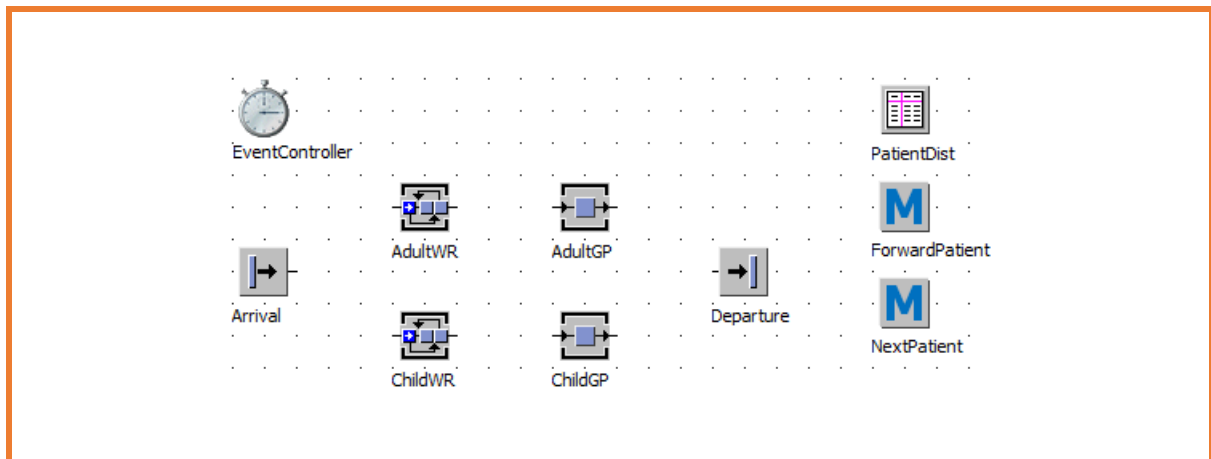 EventController
PatientDist
AdultWR
AdultGP
M
ForwardPatient
Arrival
Departure
M
NextPatient
ChildWR
ChildGP